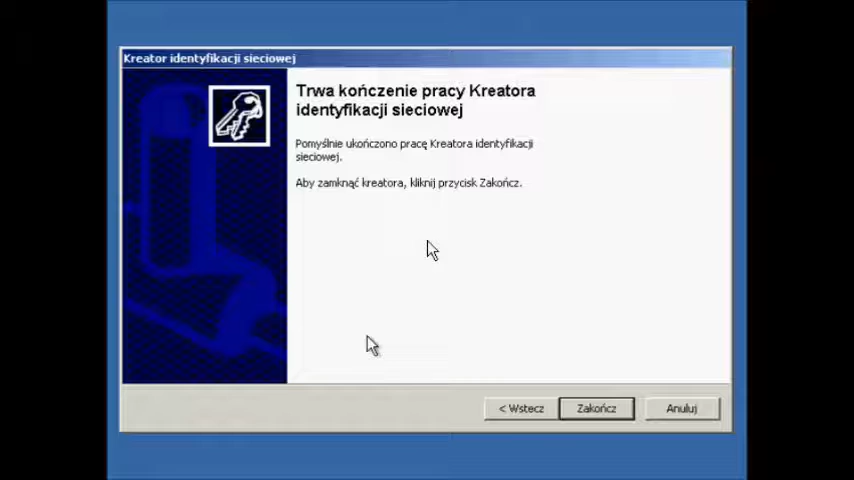 Kreator identyfikacji sieciowej
Trwa kończenie pracy Kreatora
identyfikacji sieciowej
Pomyślnie ukończono pracę Kreatora identyfikacji
sieciowej.
Aby zamknąć kreatora, kliknij przycisk Zakończ.
< Wstecz
Zakończ
Anuluj